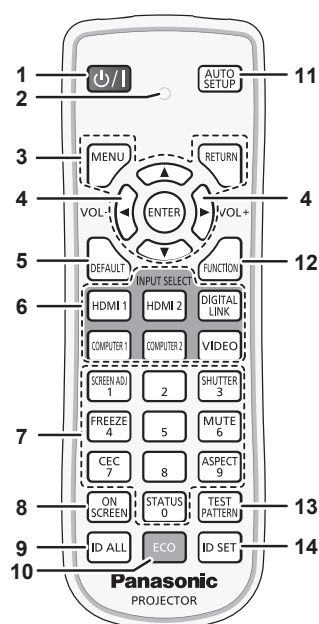 1
⏻/I
AUTO SETUP
11
2
3
MENU
RETURN
4
▲
4
VOL-
◀
ENTER
▶
VOL+
▼
5
DEFAULT
FUNCTION
12
INPUT SELECT
6
HDMI 1
HDMI 2
DIGITAL LINK
COMPUTER 1
COMPUTER 2
VIDEO
SCREEN ADJ
1
2
SHUTTER
3
7
FREEZE
4
5
MUTE
6
CEC
7
8
ASPECT
9
8
ON SCREEN
STATUS
0
TEST PATTERN
13
9
ID ALL
ECO
ID SET
14
10
Panasonic
PROJECTOR